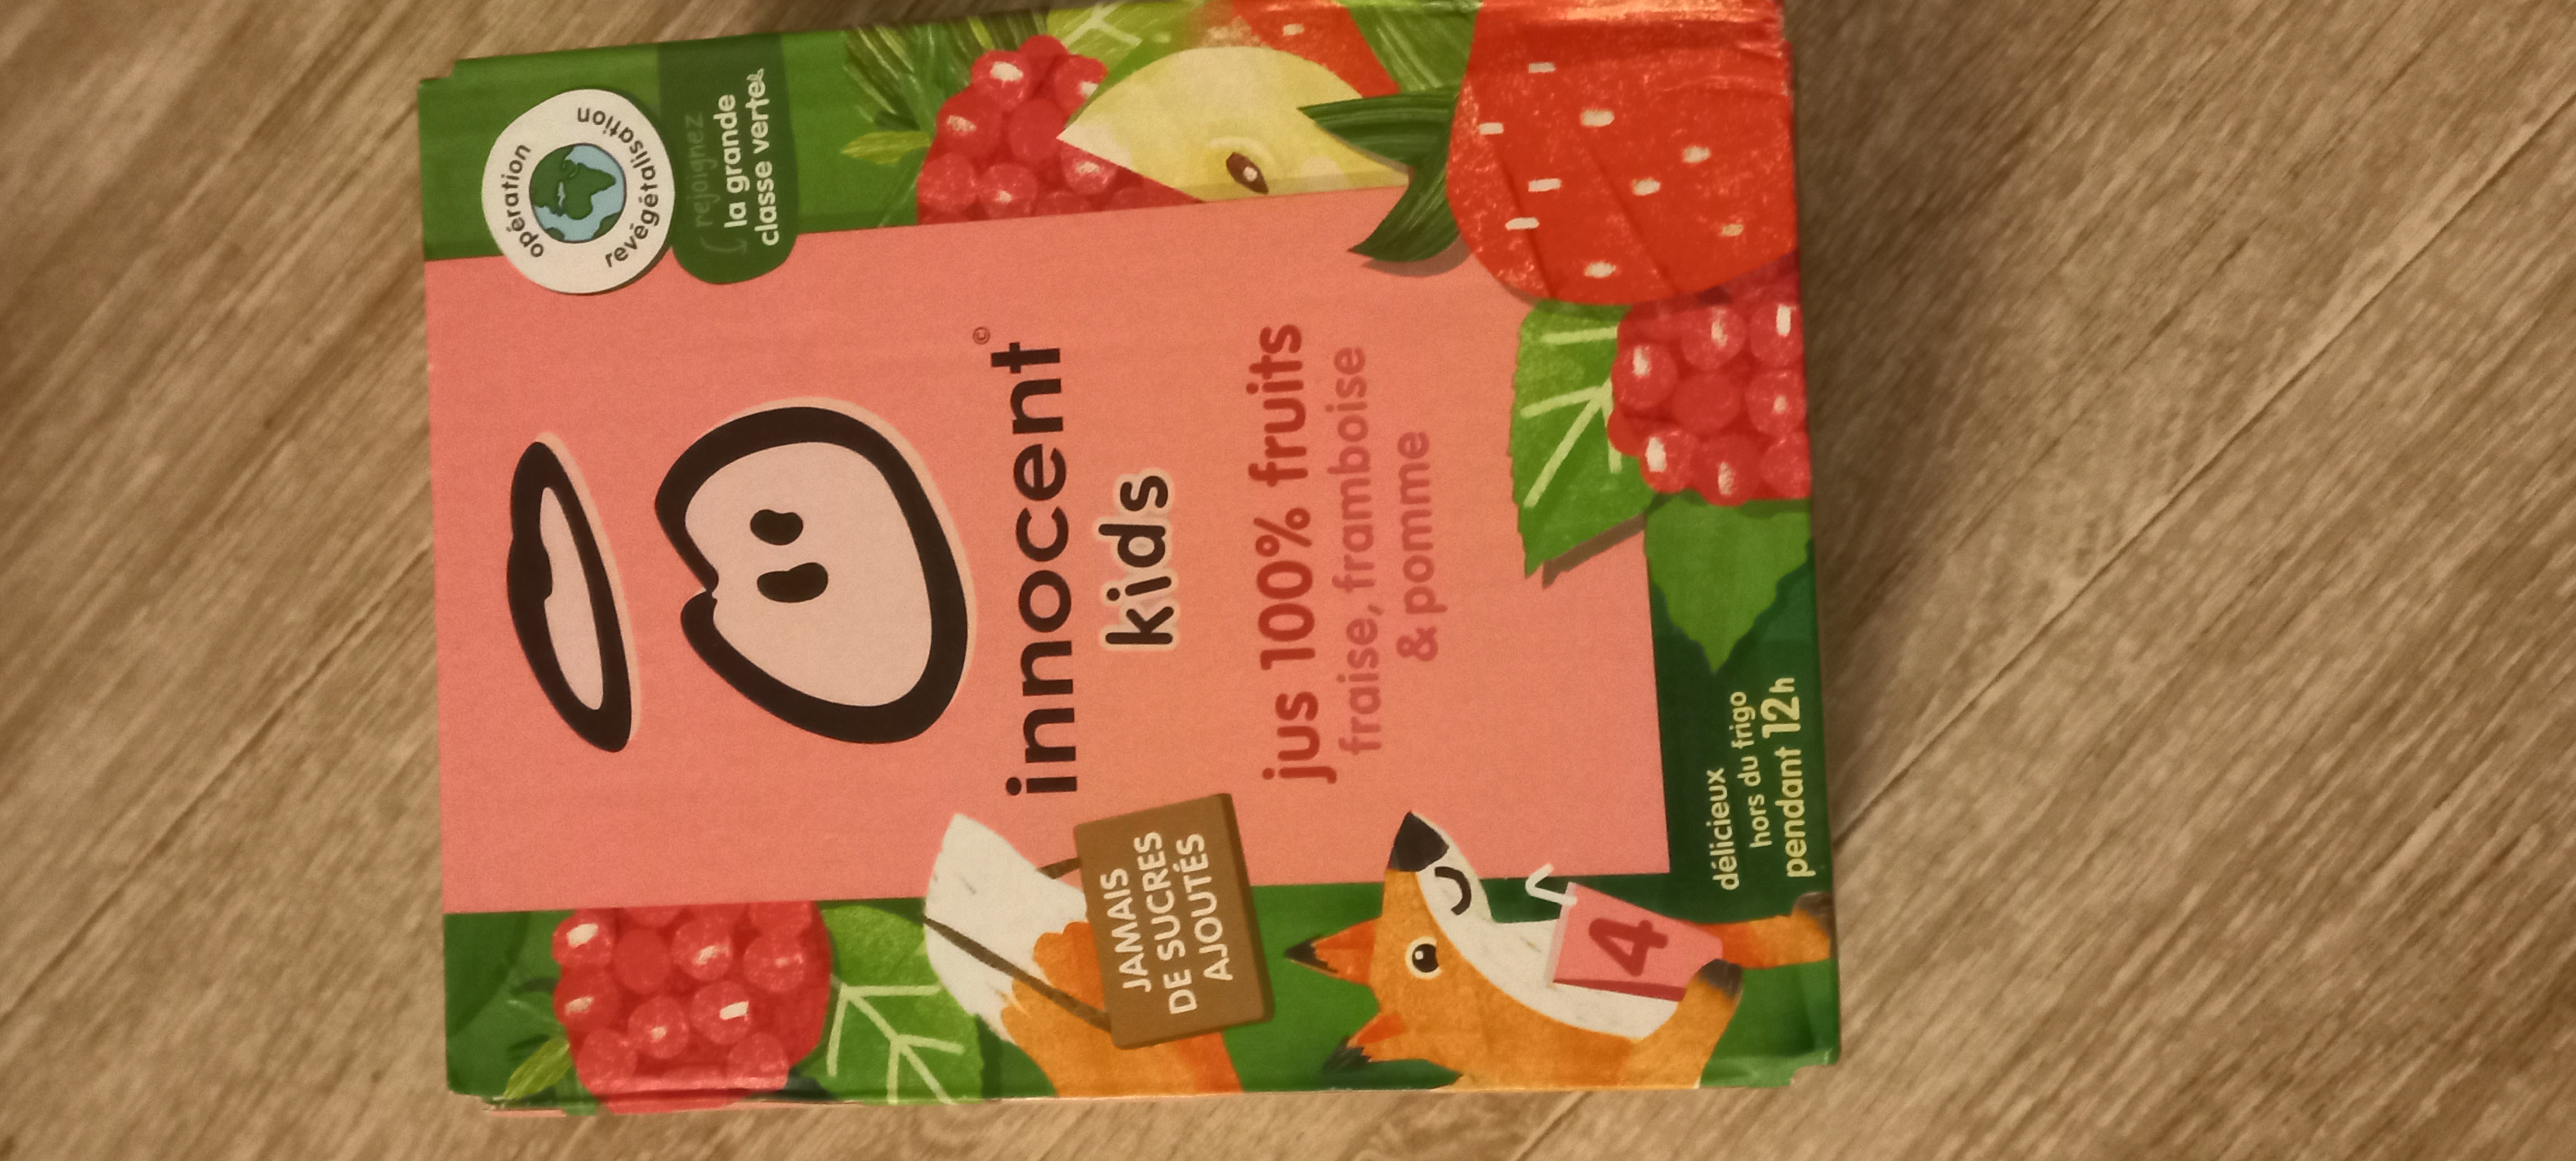 opération
revégétalisation
rejoignez
la grande
classe verte
innocent
©
kids
jus 100% fruits
fraise, framboise
& pomme
JAMAIS
DE SUCRES
AJOUTÉS
4
délicieux
hors du frigo
pendant 12h